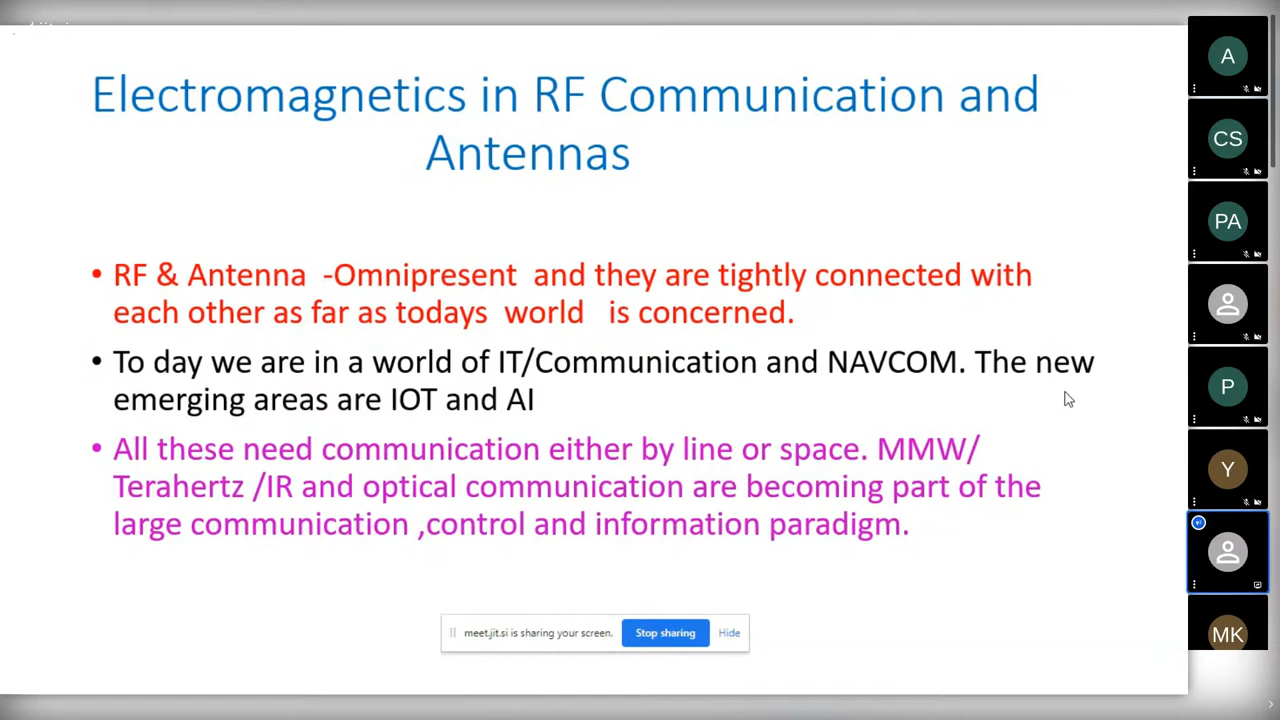 Electromagnetics in RF Communication and
Antennas
• RF & Antenna -Omnipresent and they are tightly connected with
each other as far as todays world is concerned.
• To day we are in a world of IT/Communication and NAVCOM. The new
emerging areas are IOT and AI
• All these need communication either by line or space. MMW/
Terahertz /IR and optical communication are becoming part of the
large communication ,control and information paradigm.
meet.jit.si is sharing your screen. Stop sharing Hide
A
CS
PA
P
Y
MK